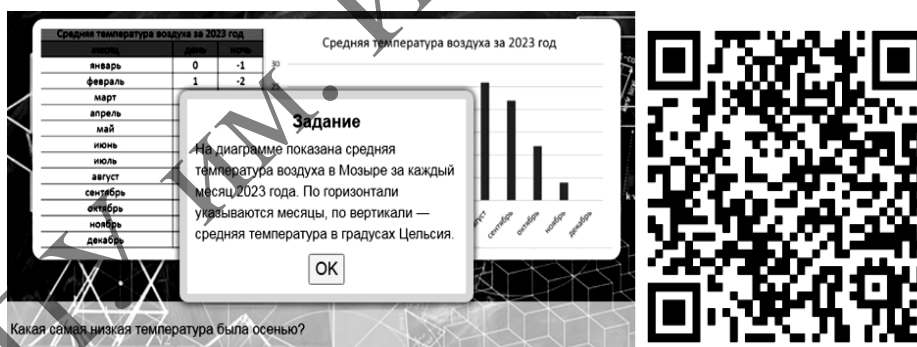 Средняя температура воздуха за 2023 год
месяц день ночь
январь 0 -1
февраль 1 -2
март
апрель
май
июнь
июль
август
сентябрь
октябрь
ноябрь
декабрь
Средняя температура воздуха за 2023 год
30
сентябрь
октябрь
ноябрь
декабрь
Задание
На диаграмме показана средняя
температура воздуха в Мозыре за каждый
месяц 2023 года. По горизонтали
указываются месяцы, по вертикали —
средняя температура в градусах Цельсия.
OK
Какая самая низкая температура была осенью?
ИМ. И